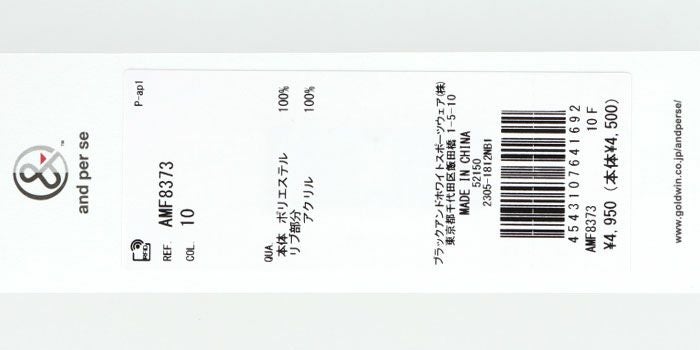 and per se
TM
P-ap1
RFID
REF. AMF8373
COL. 10
QUA
本体 ポリエステル 100%
リブ部分
アクリル 100%
ブラックアンドホワイトスポーツウェア(株)
東京都千代田区飯田橋 1-5-10
MADE IN CHINA
52150
2305-1812NB1
4543107641692
AMF8373 10 F
¥4,950 (本体¥4,500)
www.goldwin.co.jp/andperse/